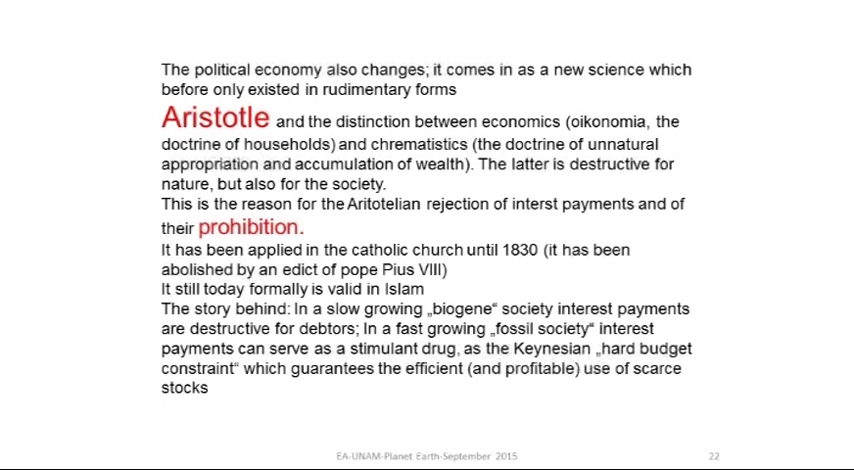 The political economy also changes; it comes in as a new science which
before only existed in rudimentary forms
Aristotle and the distinction between economics (oikonomia, the
doctrine of households) and chrematistics (the doctrine of unnatural
appropriation and accumulation of wealth). The latter is destructive for
nature, but also for the society.
This is the reason for the Aritotelian rejection of interst payments and of
their prohibition.
It has been applied in the catholic church until 1830 (it has been
abolished by an edict of pope Pius VIII)
It still today formally is valid in Islam
The story behind: In a slow growing „biogene“ society interest payments
are destructive for debtors; In a fast growing „fossil society“ interest
payments can serve as a stimulant drug, as the Keynesian „hard budget
constraint“ which guarantees the efficient (and profitable) use of scarce
stocks
EA-UNAM-Planet Earth-September 2015
22